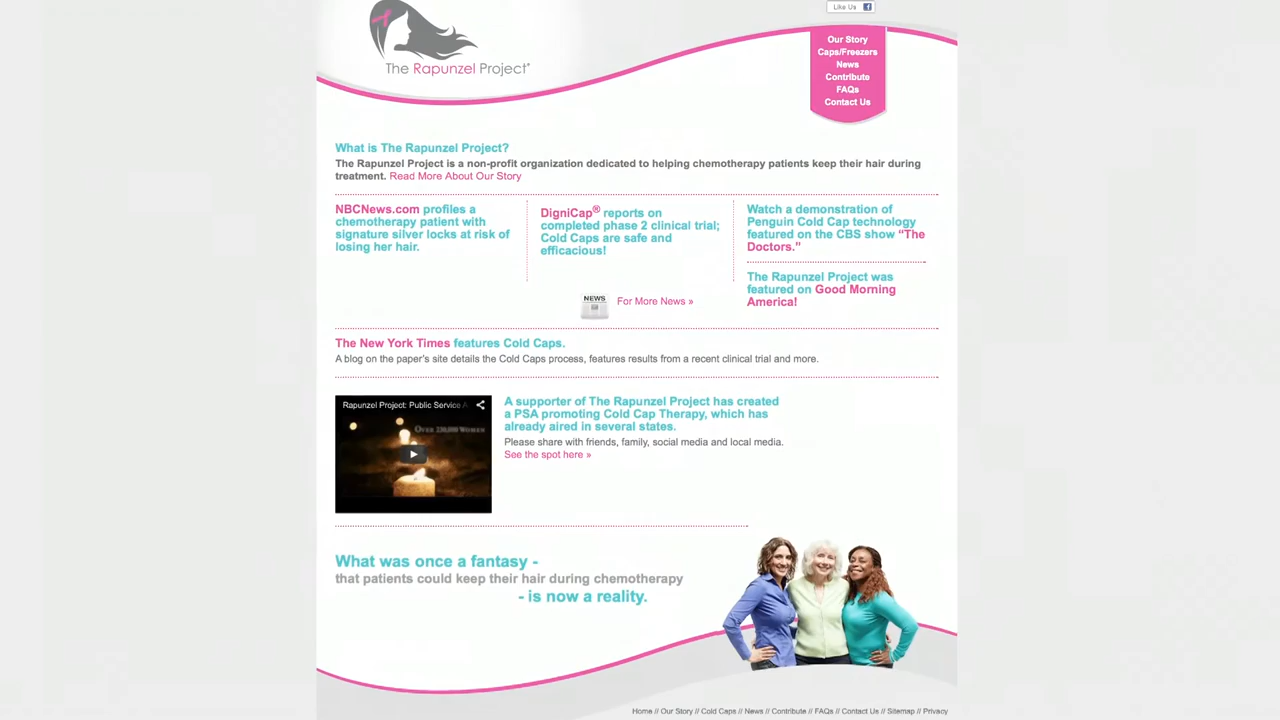 Like Us
The Rapunzel Project*
Our Story
Caps/Freezers
News
Contribute
FAQs
Contact Us
What is The Rapunzel Project?
The Rapunzel Project is a non-profit organization dedicated to helping chemotherapy patients keep their hair during
treatment. Read More About Our Story
NBCNews.com profiles a
chemotherapy patient with
signature silver locks at risk of
losing her hair.
DigniCap® reports on
completed phase 2 clinical trial;
Cold Caps are safe and
efficacious!
Watch a demonstration of
Penguin Cold Cap technology
featured on the CBS show “The
Doctors.”
The Rapunzel Project was
featured on Good Morning
America!
NEWS
For More News »
The New York Times features Cold Caps.
A blog on the paper's site details the Cold Caps process, features results from a recent clinical trial and more.
Rapunzel Project: Public Service A
OVER 230,000 WOMEN
A supporter of The Rapunzel Project has created
a PSA promoting Cold Cap Therapy, which has
already aired in several states.
Please share with friends, family, social media and local media.
See the spot here »
What was once a fantasy -
that patients could keep their hair during chemotherapy
- is now a reality.
Home // Our Story // Cold Caps // News // Contribute // FAQs // Contact Us // Sitemap // Privacy